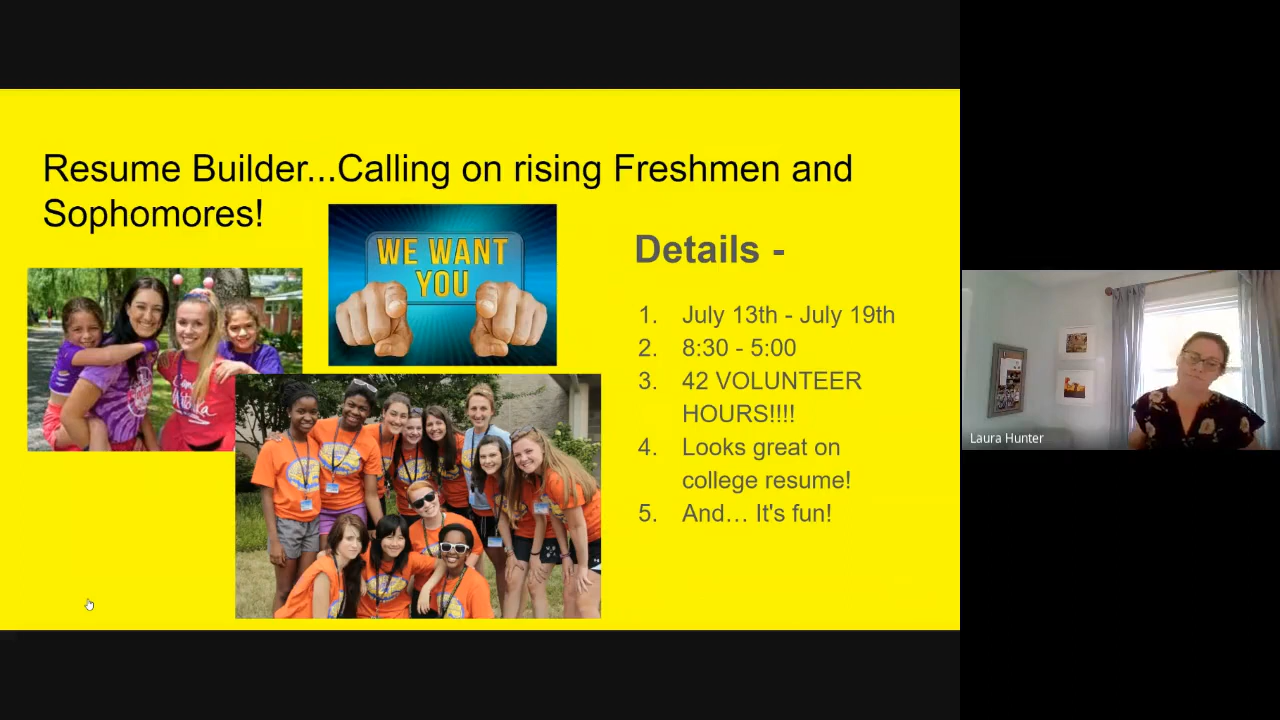 Resume Builder...Calling on rising Freshmen and
Sophomores!
WE WANT
YOU
Details -
1. July 13th - July 19th
2. 8:30 - 5:00
3. 42 VOLUNTEER
HOURS!!!!
4. Looks great on
college resume!
5. And… It's fun!
Laura Hunter